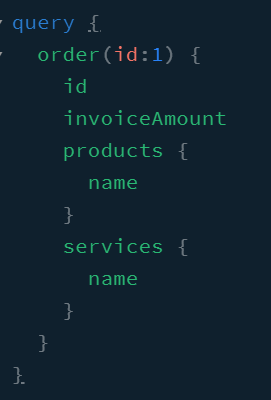 query {
  order(id:1) {
    id
    invoiceAmount
    products {
      name
    }
    services {
      name
    }
  }
}